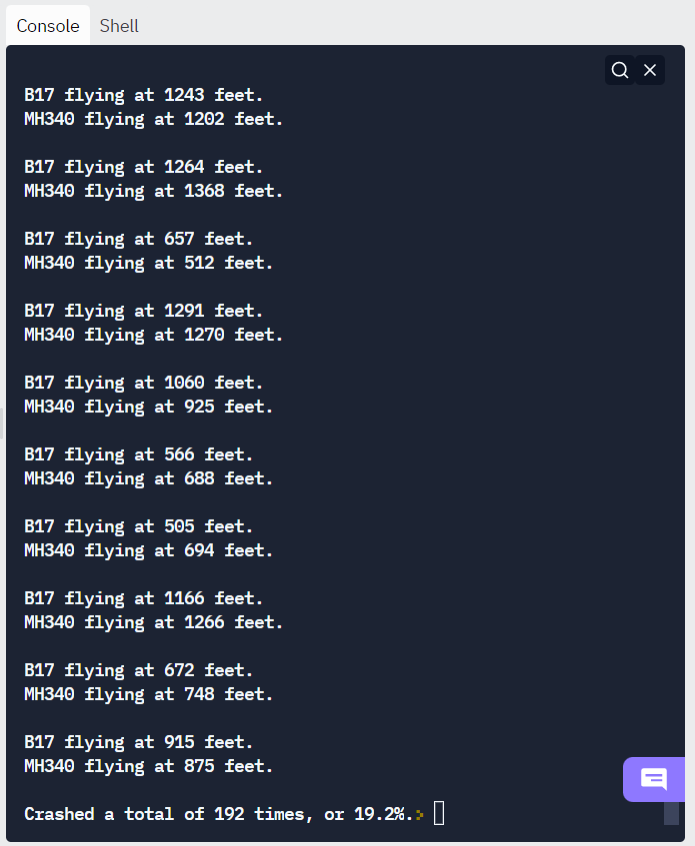 Console Shell
B17 flying at 1243 feet.
MH340 flying at 1202 feet.
B17 flying at 1264 feet.
MH340 flying at 1368 feet.
B17 flying at 657 feet.
MH340 flying at 512 feet.
B17 flying at 1291 feet.
MH340 flying at 1270 feet.
B17 flying at 1060 feet.
MH340 flying at 925 feet.
B17 flying at 566 feet.
MH340 flying at 688 feet.
B17 flying at 505 feet.
MH340 flying at 694 feet.
B17 flying at 1166 feet.
MH340 flying at 1266 feet.
B17 flying at 672 feet.
MH340 flying at 748 feet.
B17 flying at 915 feet.
MH340 flying at 875 feet.
Crashed a total of 192 times, or 19.2%.>